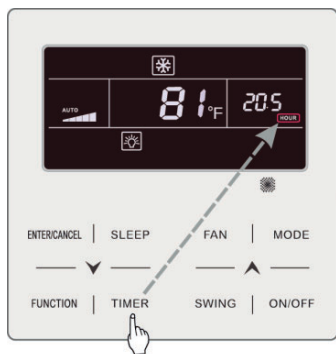 81°F
20.5
AUTO
HOUR
ENTER/CANCEL SLEEP FAN MODE
FUNCTION TIMER SWING ON/OFF